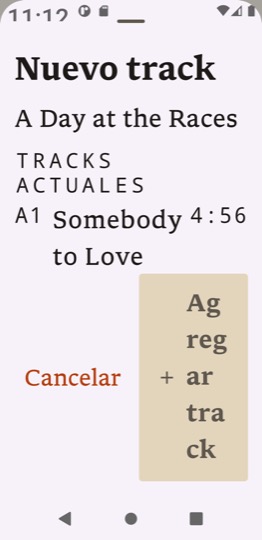 11:12
Nuevo track
A Day at the Races
TRACKS
ACTUALES
A1 Somebody 4:56
to Love
Cancelar
+ Ag
reg
ar
tra
ck